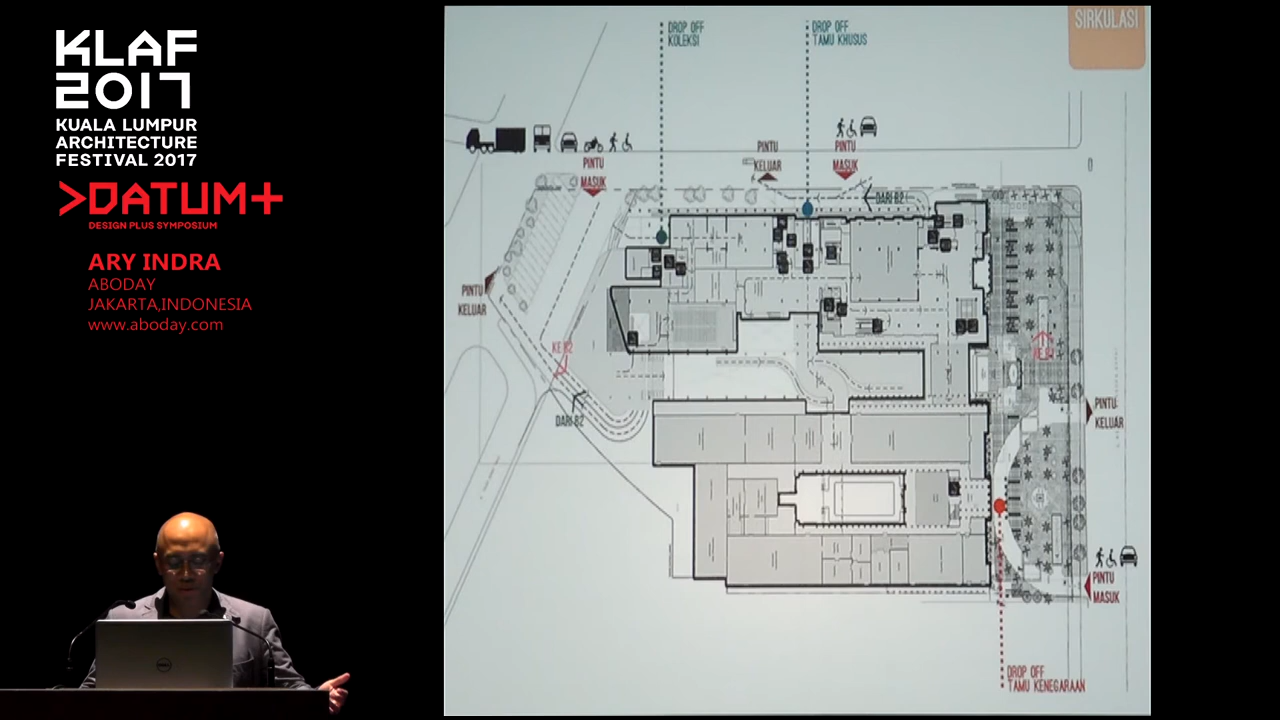 KLAF
2017
KUALA LUMPUR
ARCHITECTURE
FESTIVAL 2017
>DATUM+
DESIGN PLUS SYMPOSIUM
ARY INDRA
ABODAY
JAKARTA,INDONESIA
www.aboday.com
SIRKULASI
DROP OFF
KOLEKSI
DROP OFF
TAMU KHUSUS
PINTU
MASUK
PINTU
KELUAR
PINTU
MASUK
DARI B2
PINTU
KELUAR
KE B2
DARI B2
PINTU
KELUAR
PINTU
MASUK
DROP OFF
TAMU KENEGARAAN
DELL